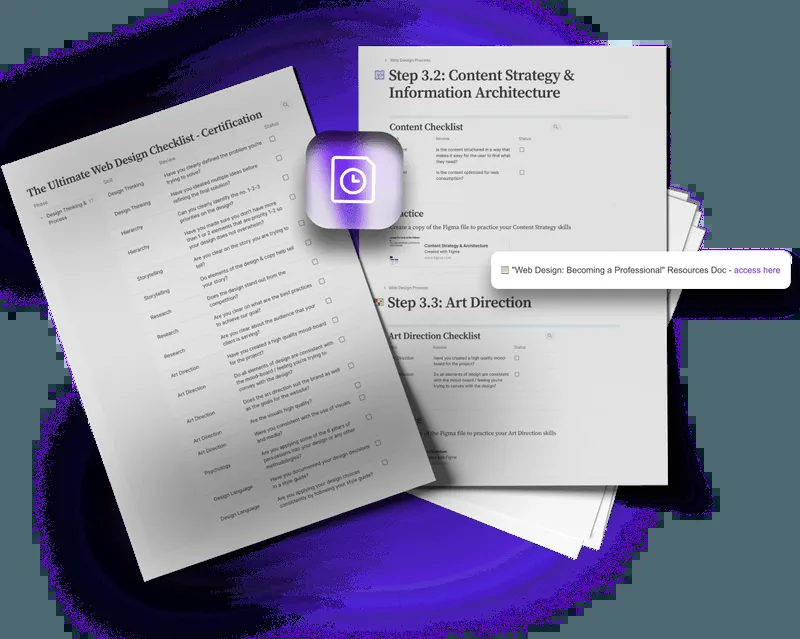 The Ultimate Web Design Checklist - Certification
Phase
Skill
Review
Status
Design Thinking &
Process
Design Thinking
Have you clearly defined the problem you're
trying to solve?
Design Thinking
Have you ideated multiple ideas before
refining the final solution?
Hierarchy
Can you clearly identify the no. 1-2-3
priorities on the design?
Hierarchy
Have you made sure you don't have more
than 1 or 2 elements that are priority 1-2 so
your design does not overwhelm?
Storytelling
Are you clear on the story you are trying to
tell?
Storytelling
Do elements of the design & copy help tell
Research
Does the design stand out from the
competition?
Research
Are you clear on what are the best practices
to achieve our goal?
Research
Are you clear about the audience that your
client is serving?
Art Direction
Have you created a high quality mood-board
for the project?
Art Direction
Do all elements of design are consistent with
the mood-board / feeling you're trying to
convey with the design?
Art Direction
Does the art direction suit the brand as well
as the goals for the website?
Art Direction
Are the visuals high quality?
Art Direction
Were you consistent with the use of visuals
and media?
Psychology
Are you applying some of the 6 pillars of
persuasion into your design or any other
methodologies?
Design Language
Have you documented your design decisions
in a style guide?
Design Language
Are you applying your design choices
consistently by following your style guide?
Web Design Process
Step 3.2: Content Strategy &
Information Architecture
Content Checklist
Review
Status
Is the content structured in a way that
makes it easy for the user to find what
they need?
Is the content optimized for web
consumption?
Create a copy of the Figma file to practice your Content Strategy skills
Content Strategy & Architecture
Created with Figma
www.figma.com
"Web Design: Becoming a Professional" Resources Doc - access here
Web Design Process
Step 3.3: Art Direction
Art Direction Checklist
Review
Status
Have you created a high quality mood-
board for the project?
Do all elements of design are consistent
with the mood-board / feeling you're
trying to convey with the design?
of the Figma file to practice your Art Direction skills
with Figma